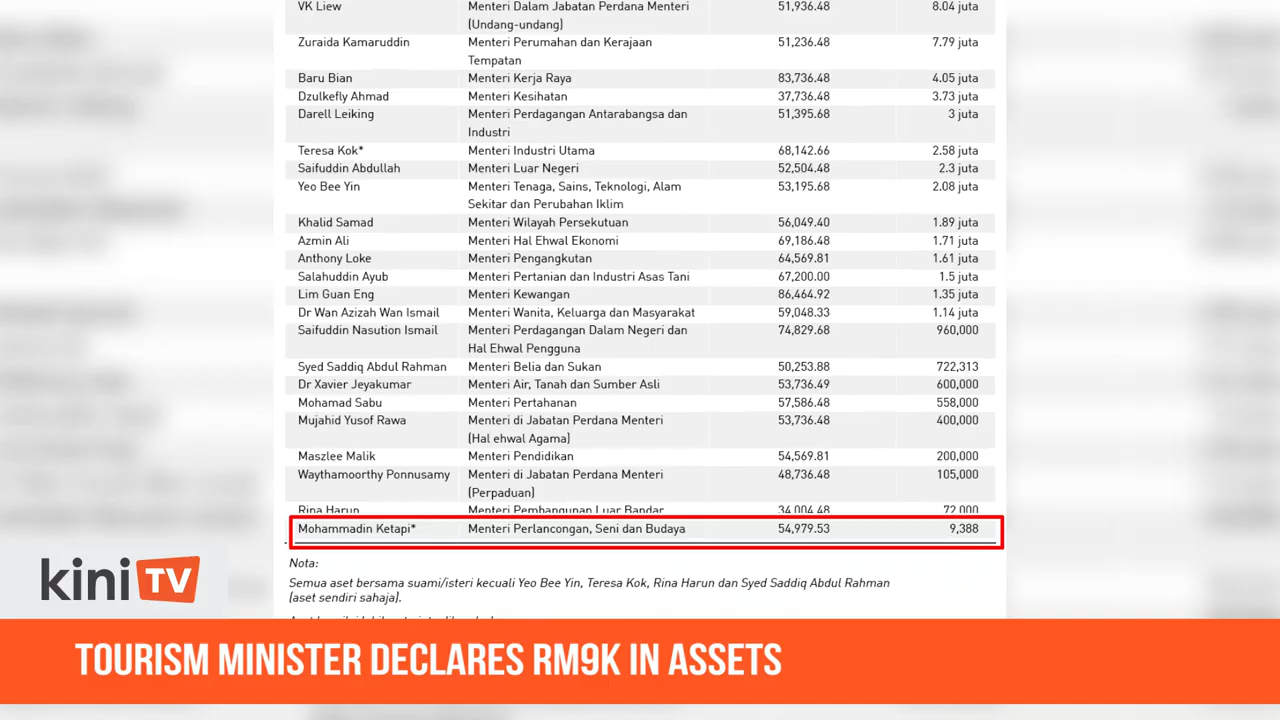 VK Liew Menteri Dalam Jabatan Perdana Menteri 51,936.48 8.04 juta
(Undang-undang)
Zuraida Kamaruddin Menteri Perumahan dan Kerajaan 51,236.48 7.79 juta
Tempatan
Baru Bian Menteri Kerja Raya 83,736.48 4.05 juta
Dzulkefly Ahmad Menteri Kesihatan 37,736.48 3.73 juta
Darell Leiking Menteri Perdagangan Antarabangsa dan 51,395.68 3 juta
Industri
Teresa Kok* Menteri Industri Utama 68,142.66 2.58 juta
Saifuddin Abdullah Menteri Luar Negeri 52,504.48 2.3 juta
Yeo Bee Yin Menteri Tenaga, Sains, Teknologi, Alam 53,195.68 2.08 juta
Sekitar dan Perubahan Iklim
Khalid Samad Menteri Wilayah Persekutuan 56,049.40 1.89 juta
Azmin Ali Menteri Hal Ehwal Ekonomi 69,186.48 1.71 juta
Anthony Loke Menteri Pengangkutan 64,569.81 1.61 juta
Salahuddin Ayub Menteri Pertanian dan Industri Asas Tani 67,200.00 1.5 juta
Lim Guan Eng Menteri Kewangan 86,464.92 1.35 juta
Dr Wan Azizah Wan Ismail Menteri Wanita, Keluarga dan Masyarakat 59,048.33 1.14 juta
Saifuddin Nasution Ismail Menteri Perdagangan Dalam Negeri dan 74,829.68 960,000
Hal Ehwal Pengguna
Syed Saddiq Abdul Rahman Menteri Belia dan Sukan 50,253.88 722,313
Dr Xavier Jeyakumar Menteri Air, Tanah dan Sumber Asli 53,736.49 600,000
Mohamad Sabu Menteri Pertahanan 57,586.48 558,000
Mujahid Yusof Rawa Menteri di Jabatan Perdana Menteri 53,736.48 400,000
(Hal ehwal Agama)
Maszlee Malik Menteri Pendidikan 54,569.81 200,000
Waythamoorthy Ponnusamy Menteri di Jabatan Perdana Menteri 48,736.48 105,000
(Perpaduan)
Rina Harun Menteri Pembangunan Luar Bandar 34,004.48 72,000
Mohammadin Ketapi* Menteri Perlancongan, Seni dan Budaya 54,979.53 9,388
Nota:
Semua aset bersama suami/isteri kecuali Yeo Bee Yin, Teresa Kok, Rina Harun dan Syed Saddiq Abdul Rahman
(aset sendiri sahaja).
kini TV
TOURISM MINISTER DECLARES RM9K IN ASSETS